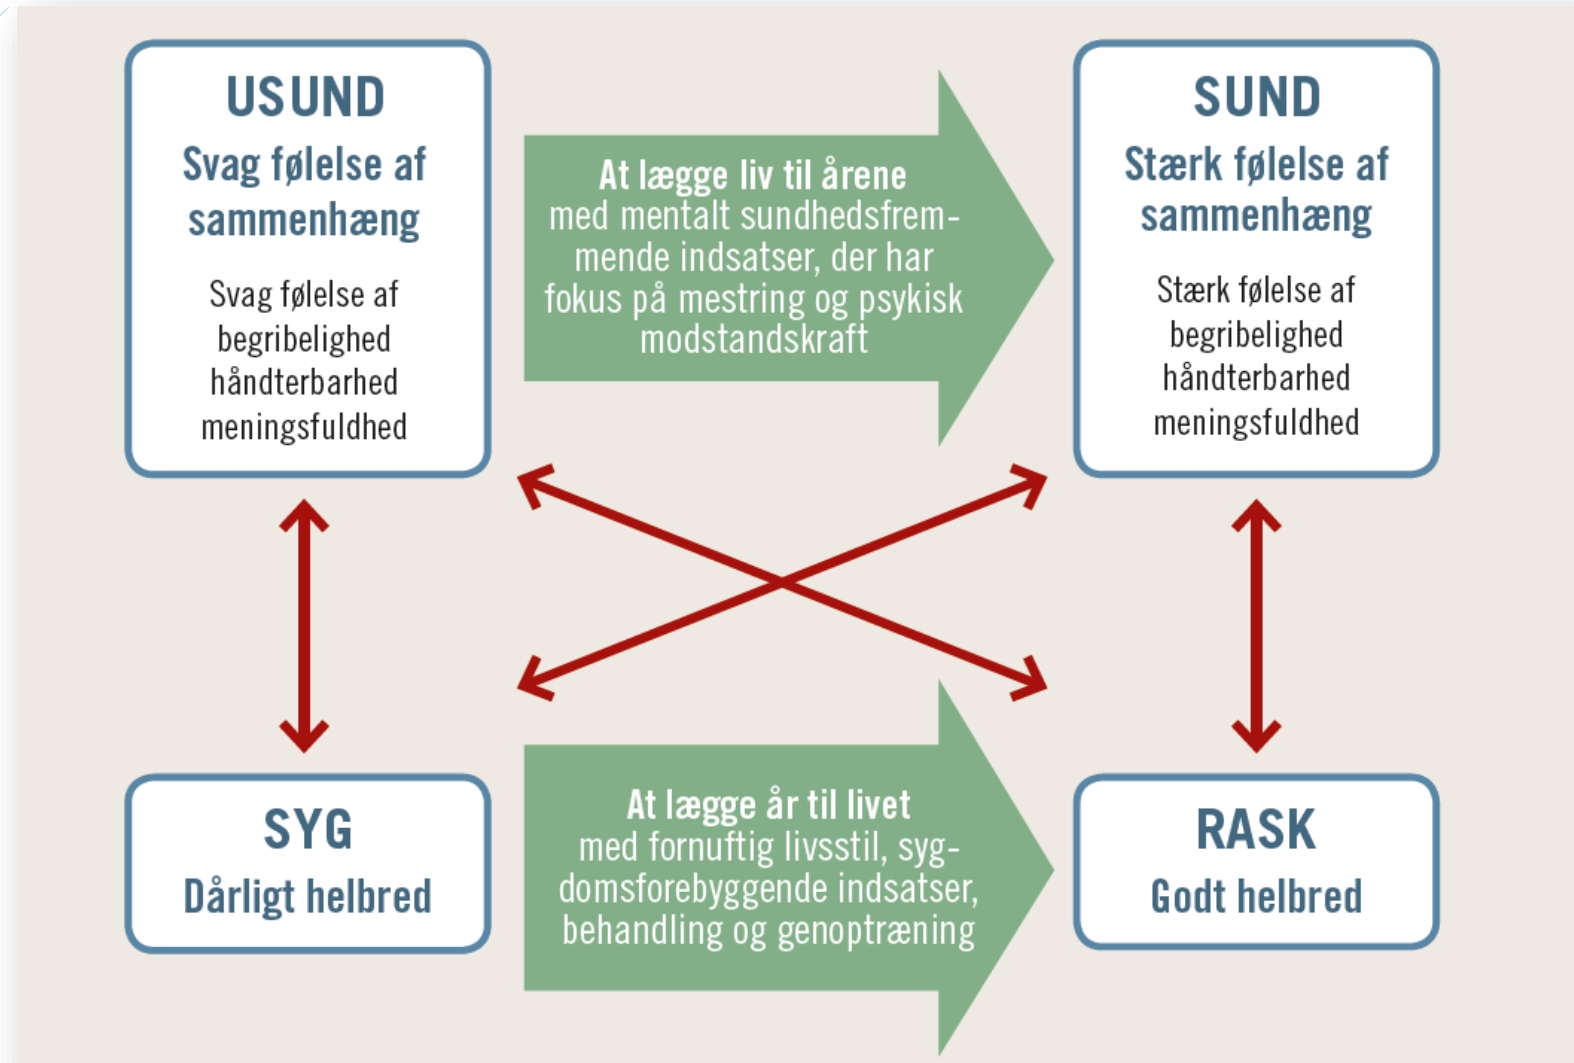 USUND
Svag følelse af
sammenhæng
Svag følelse af
begribelighed
håndterbarhed
meningsfuldhed
At lægge liv til årene
med mentalt sundhedsfrem-
mende indsatser, der har
fokus på mestring og psykisk
modstandskraft
SUND
Stærk følelse af
sammenhæng
Stærk følelse af
begribelighed
håndterbarhed
meningsfuldhed
SYG
Dårligt helbred
At lægge år til livet
med fornuftig livsstil, syg-
domsforebyggende indsatser,
behandling og genoptræning
RASK
Godt helbred